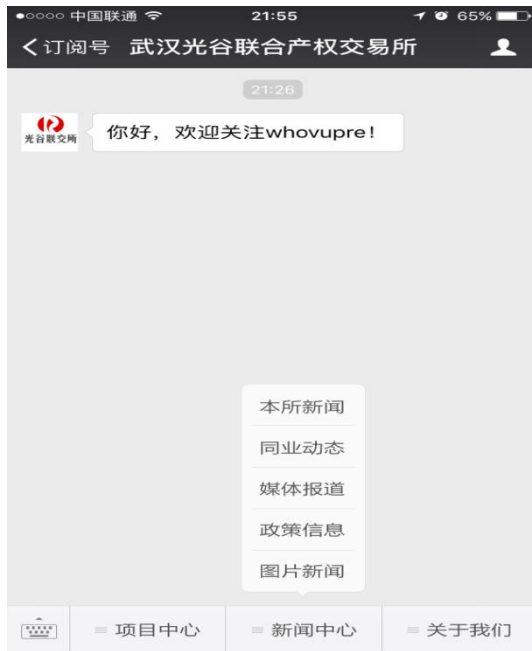 中国联通 21:55 65%
订阅号 武汉光谷联合产权交易所
21:26
光谷联交所
你好，欢迎关注whovupre！
本所新闻
同业动态
媒体报道
政策信息
图片新闻
项目中心 新闻中心 关于我们